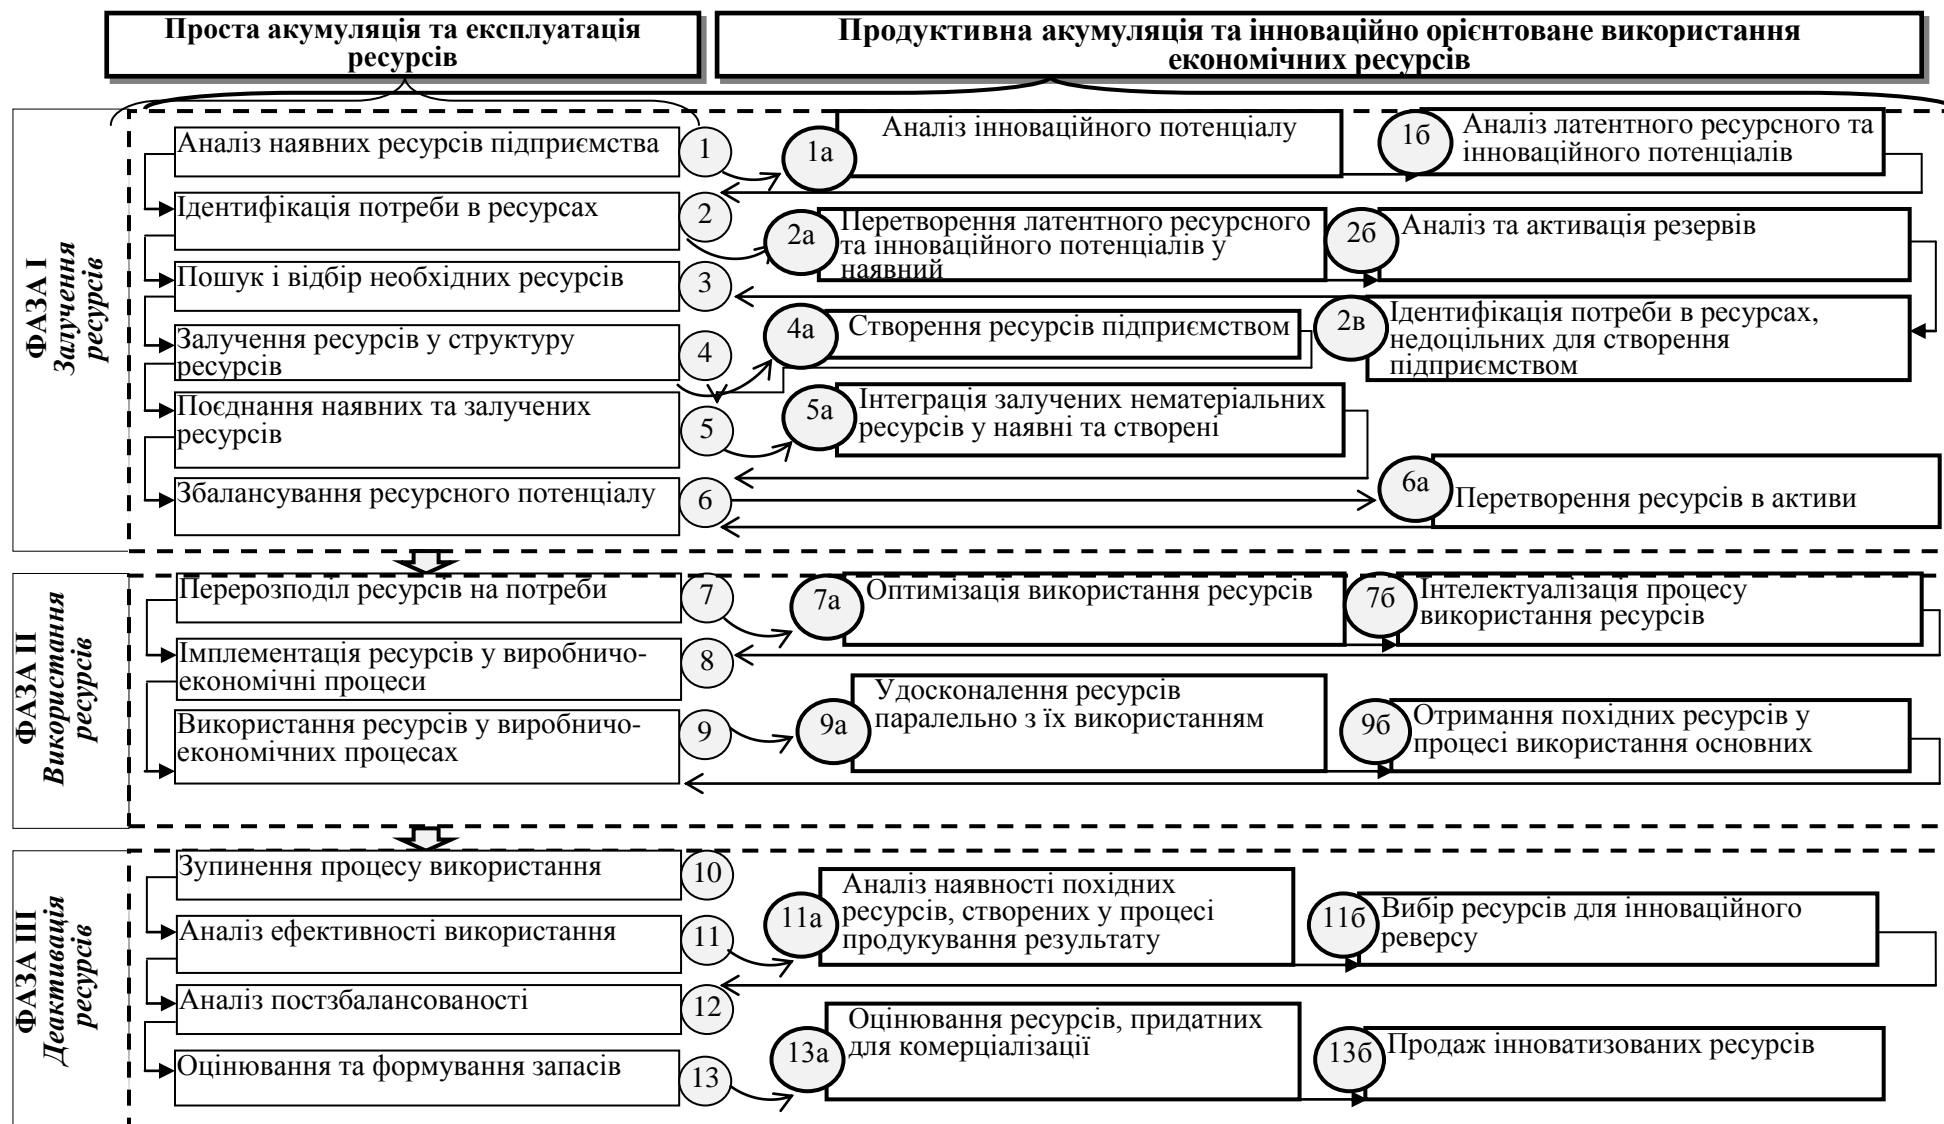 Проста акумуляція та експлуатація
ресурсів
Продуктивна акумуляція та інноваційно орієнтоване використання
економічних ресурсів
ФАЗА I
Залучення
ресурсів
Аналіз наявних ресурсів підприємства
1
1а
Аналіз інноваційного потенціалу
1б
Аналіз латентного ресурсного та
інноваційного потенціалів
Ідентифікація потреби в ресурсах
2
2а
Перетворення латентного ресурсного
та інноваційного потенціалів у
наявний
2б
Аналіз та активація резервів
Пошук і відбір необхідних ресурсів
3
2в
Ідентифікація потреби в ресурсах,
недоцільних для створення
підприємством
Залучення ресурсів у структуру
ресурсів
4
4а
Створення ресурсів підприємством
Поєднання наявних та залучених
ресурсів
5
5а
Інтеграція залучених нематеріальних
ресурсів у наявні та створені
Збалансування ресурсного потенціалу
6
6а
Перетворення ресурсів в активи
ФАЗА II
Використання
ресурсів
Перерозподіл ресурсів на потреби
7
7а
Оптимізація використання ресурсів
7б
Інтелектуалізація процесу
використання ресурсів
Імплементація ресурсів у виробничо-
економічні процеси
8
Використання ресурсів у виробничо-
економічних процесах
9
9а
Удосконалення ресурсів
паралельно з їх використанням
9б
Отримання похідних ресурсів у
процесі використання основних
ФАЗА III
Деактивація
ресурсів
Зупинення процесу використання
10
Аналіз ефективності використання
11
11а
Аналіз наявності похідних
ресурсів, створених у процесі
продукування результату
11б
Вибір ресурсів для інноваційного
реверсу
Аналіз постзбалансованості
12
Оцінювання та формування запасів
13
13а
Оцінювання ресурсів, придатних
для комерціалізації
13б
Продаж інноватизованих ресурсів